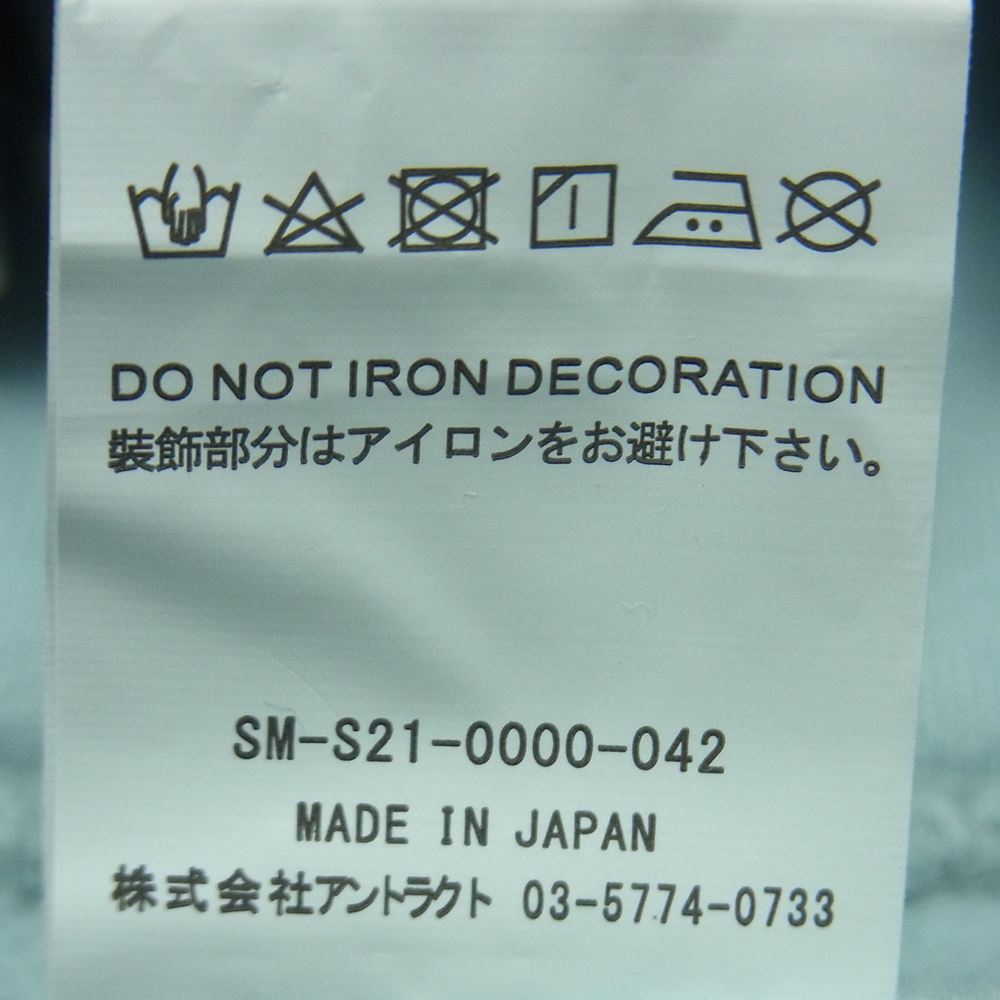 DO NOT IRON DECORATION
装飾部分はアイロンをお避け下さい。
SM-S21-0000-042
MADE IN JAPAN
株式会社アントラクト 03-5774-0733